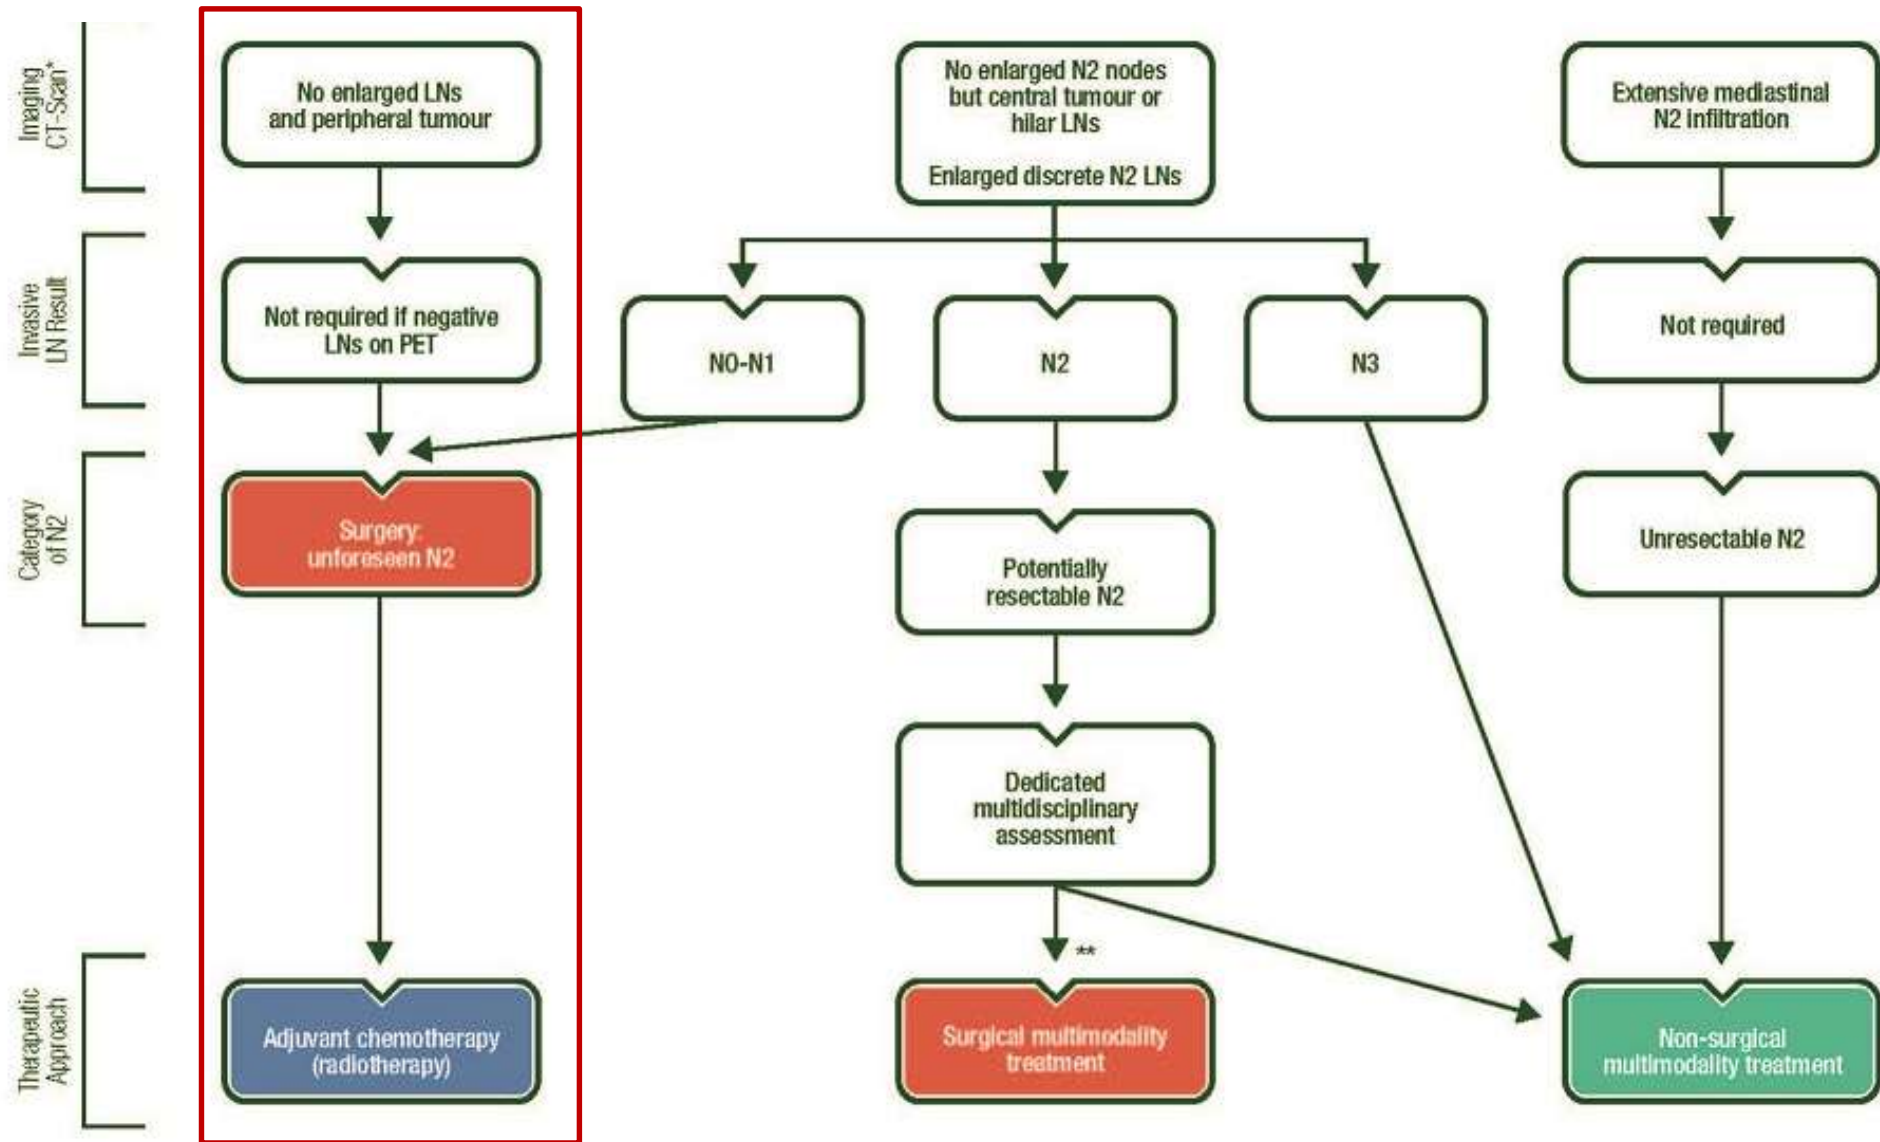 Imaging
CT-Scan*
No enlarged LNs
and peripheral tumour
No enlarged N2 nodes
but central tumour or
hilar LNs
Enlarged discrete N2 LNs
Extensive mediastinal
N2 infiltration
Invasive
LN Result
Not required if negative
LNs on PET
NO-N1
N2
N3
Not required
Category
of N2
Surgery:
unforeseen N2
Potentially
resectable N2
Unresectable N2
Dedicated
multidisciplinary
assessment
**
Therapeutic
Approach
Adjuvant chemotherapy
(radiotherapy)
Surgical multimodality
treatment
Non-surgical
multimodality treatment